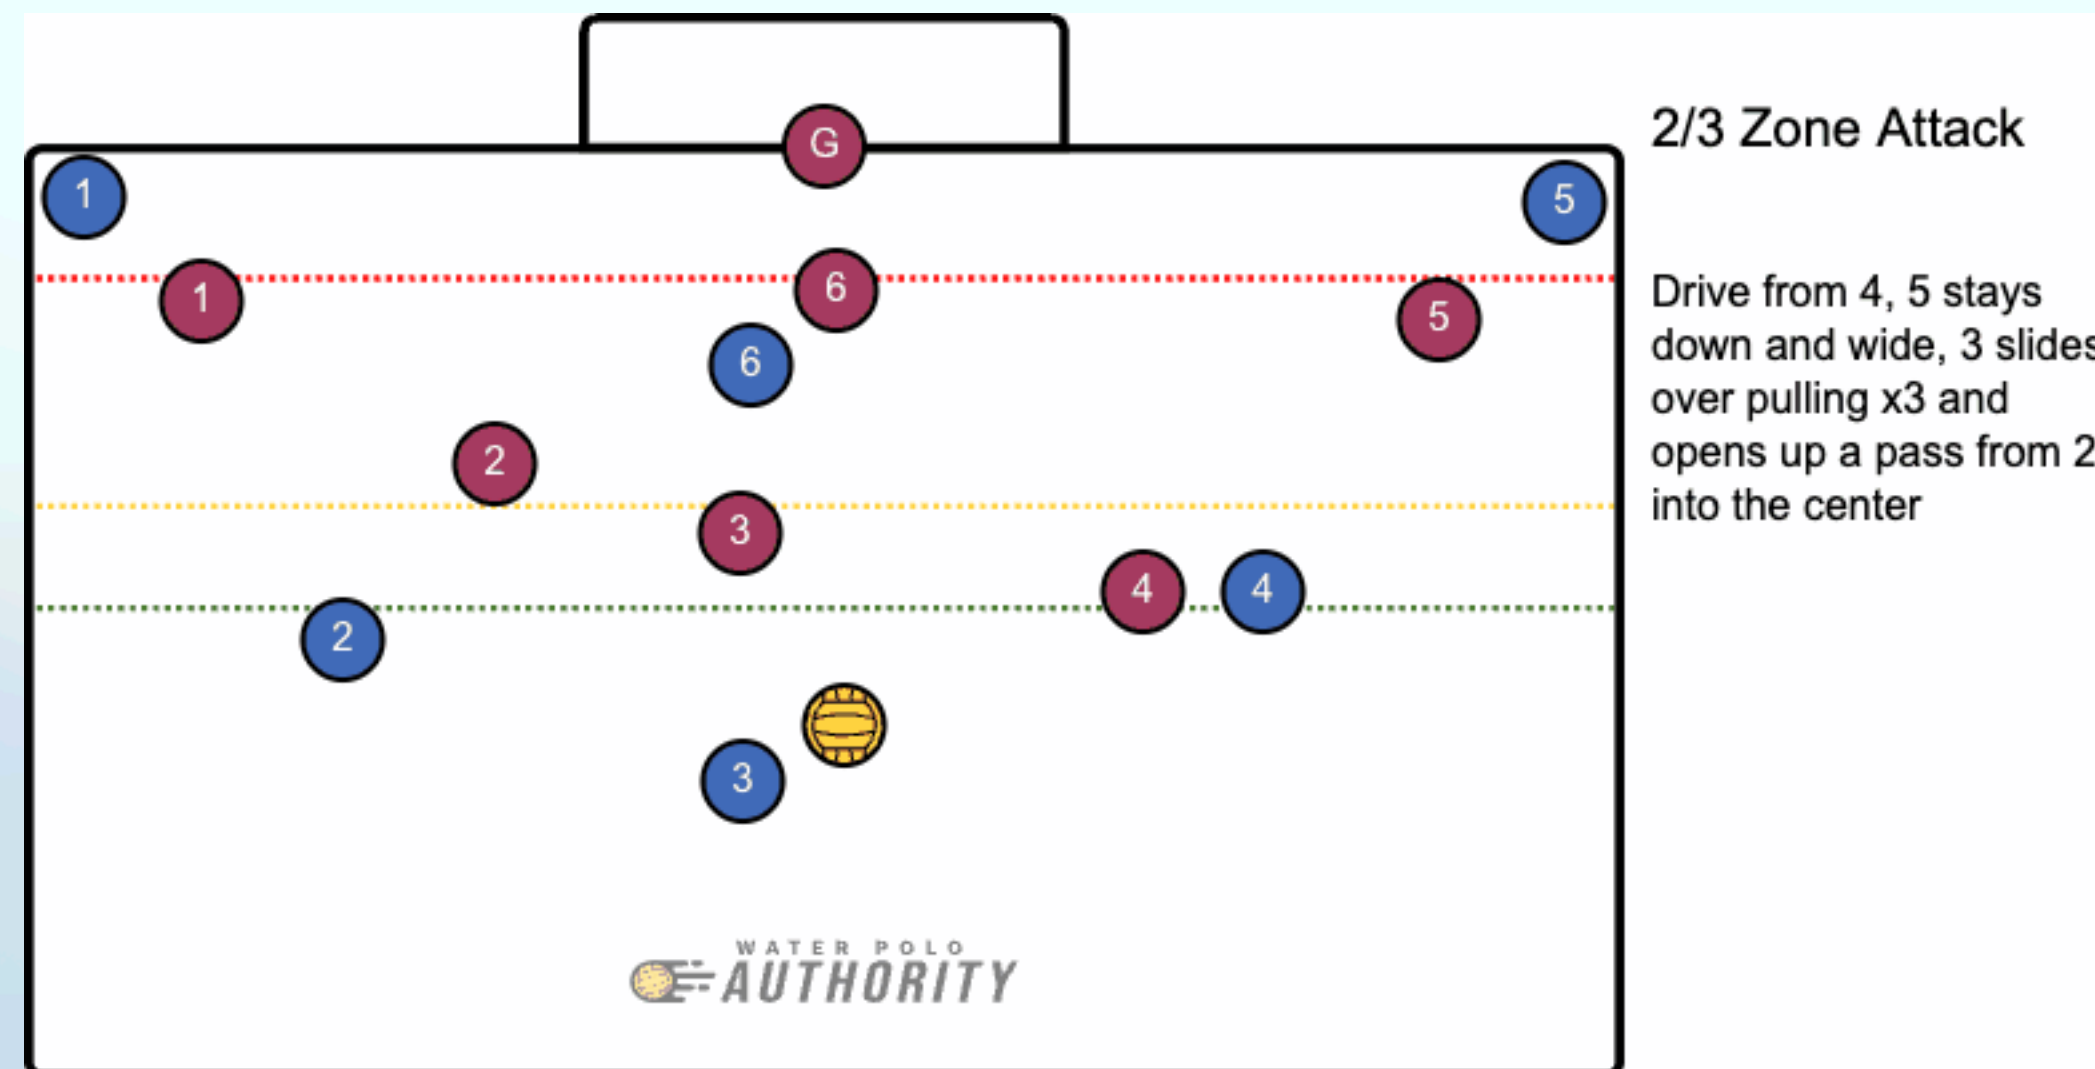 G
1
5
1
6
5
6
2
3
4
4
2
3
WATER POLO
AUTHORITY
2/3 Zone Attack
Drive from 4, 5 stays
down and wide, 3 slides
over pulling x3 and
opens up a pass from 2
into the center